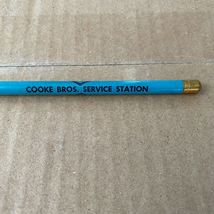 COOKE BROS. SERVICE STATION